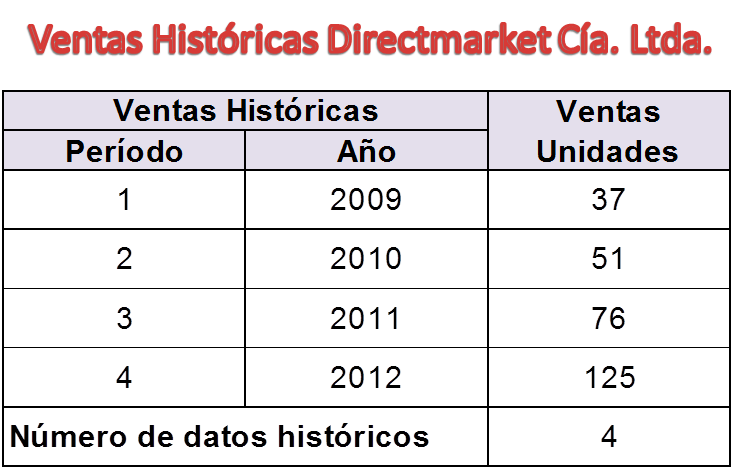 Ventas Históricas Directmarket Cía. Ltda.
Ventas Históricas Ventas Unidades
Período Año
1 2009 37
2 2010 51
3 2011 76
4 2012 125
Número de datos históricos 4